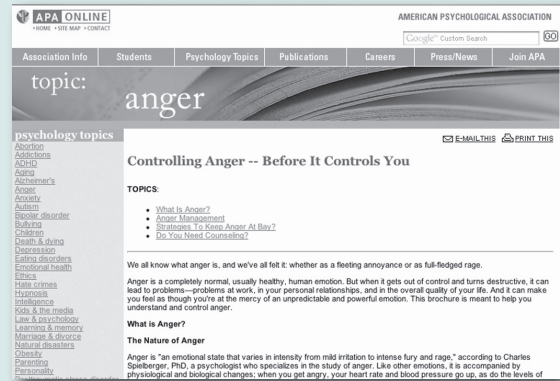 APA ONLINE
HOME SITE MAP CONTACT
AMERICAN PSYCHOLOGICAL ASSOCIATION
Google™ Custom Search GO
Association Info Students Psychology Topics Publications Careers Press/News Join APA
topic:
anger
psychology topics
Abortion
Addictions
ADHD
Aging
Alzheimer's
Anger
Anxiety
Autism
Bipolar disorder
Bullying
Children
Death & dying
Depression
Eating disorders
Emotional health
Ethics
Hate crimes
Hypnosis
Intelligence
Kids & the media
Law & psychology
Learning & memory
Marriage & divorce
Natural disasters
Obesity
Parenting
Personality
E-MAIL THIS PRINT THIS
Controlling Anger -- Before It Controls You
TOPICS:
What Is Anger?
Anger Management
Strategies To Keep Anger At Bay?
Do You Need Counseling?
We all know what anger is, and we've all felt it: whether as a fleeting annoyance or as full-fledged rage.
Anger is a completely normal, usually healthy, human emotion. But when it gets out of control and turns destructive, it can
lead to problems—problems at work, in your personal relationships, and in the overall quality of your life. And it can make
you feel as though you're at the mercy of an unpredictable and powerful emotion. This brochure is meant to help you
understand and control anger.
What is Anger?
The Nature of Anger
Anger is "an emotional state that varies in intensity from mild irritation to intense fury and rage," according to Charles
Spielberger, PhD, a psychologist who specializes in the study of anger. Like other emotions, it is accompanied by
physiological and biological changes; when you get angry, your heart rate and blood pressure go up, as do the levels of